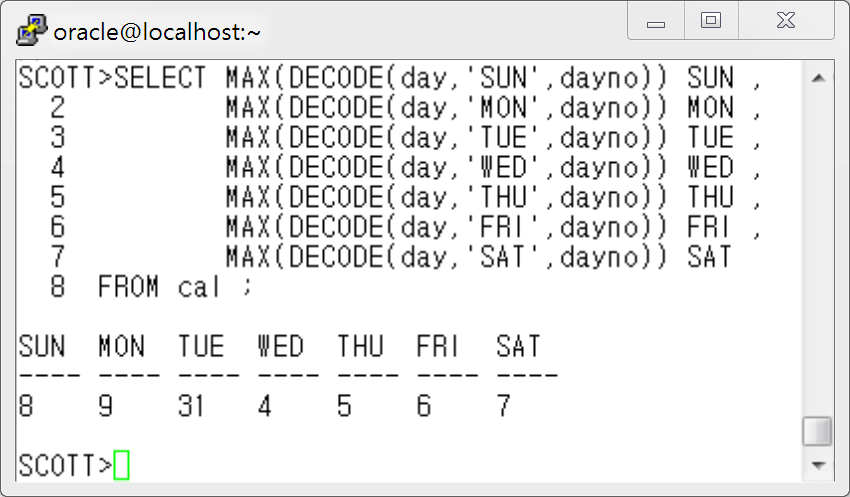 oracle@localhost:~
SCOTT>SELECT MAX(DECODE(day,'SUN',dayno)) SUN ,
  2          MAX(DECODE(day,'MON',dayno)) MON ,
  3          MAX(DECODE(day,'TUE',dayno)) TUE ,
  4          MAX(DECODE(day,'WED',dayno)) WED ,
  5          MAX(DECODE(day,'THU',dayno)) THU ,
  6          MAX(DECODE(day,'FRI',dayno)) FRI ,
  7          MAX(DECODE(day,'SAT',dayno)) SAT
  8  FROM cal ;
SUN  MON  TUE  WED  THU  FRI  SAT
---- ---- ---- ---- ---- ---- ----
8    9    31   4    5    6    7
SCOTT>